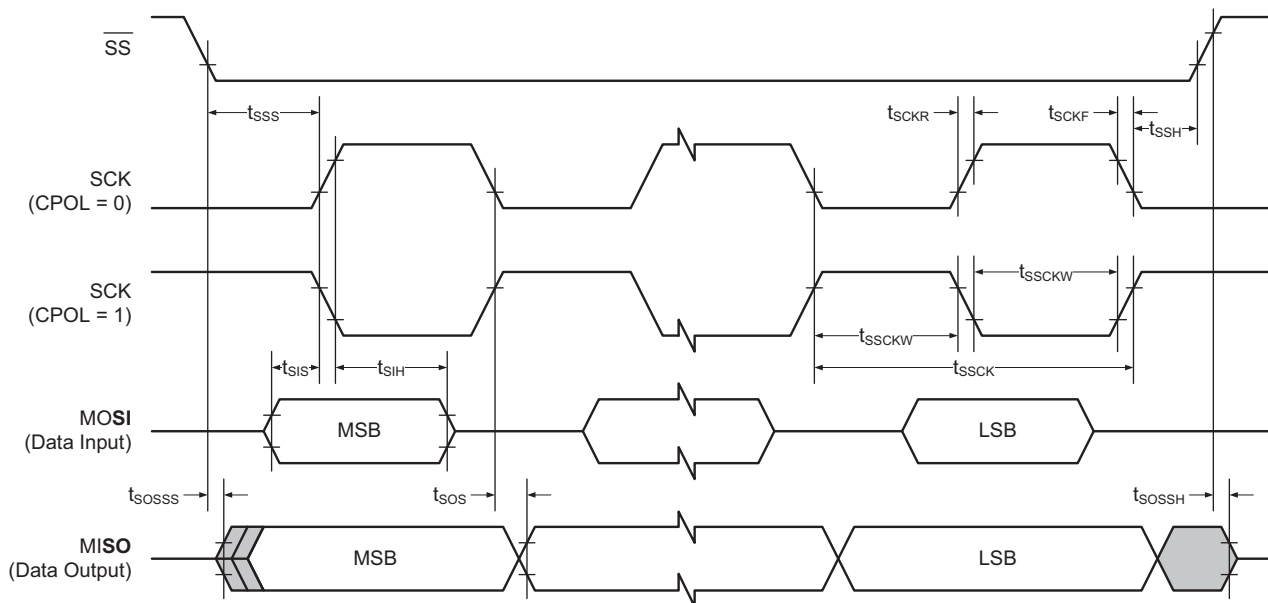 SS
tSSS
tSCKR
tSCKF
tSSH
SCK
(CPOL = 0)
SCK
(CPOL = 1)
tSSCKW
tSSCKW
tSIS
tSIH
tSSCK
MOSI
(Data Input)
MSB
LSB
tSOSSS
tSOS
tSOSSH
MISO
(Data Output)
MSB
LSB